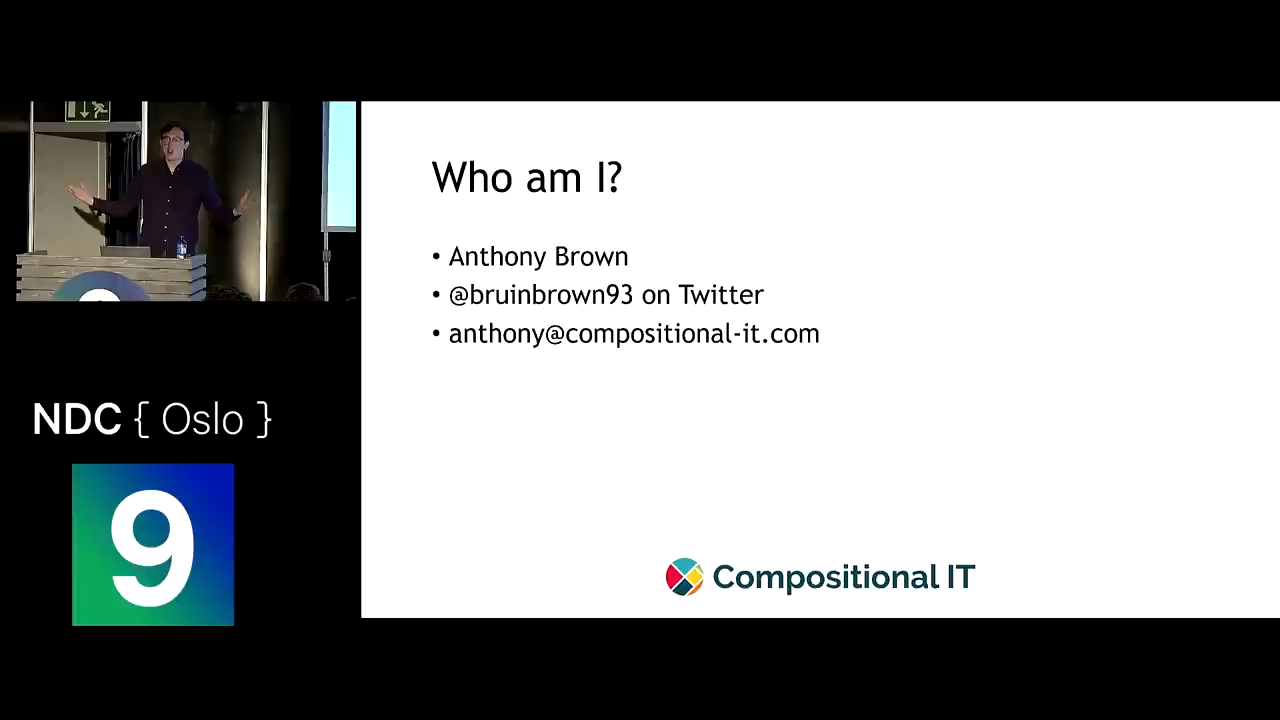 Who am I?
• Anthony Brown
• @bruinbrown93 on Twitter
• anthony@compositional-it.com
Compositional IT
NDC { Oslo }
9